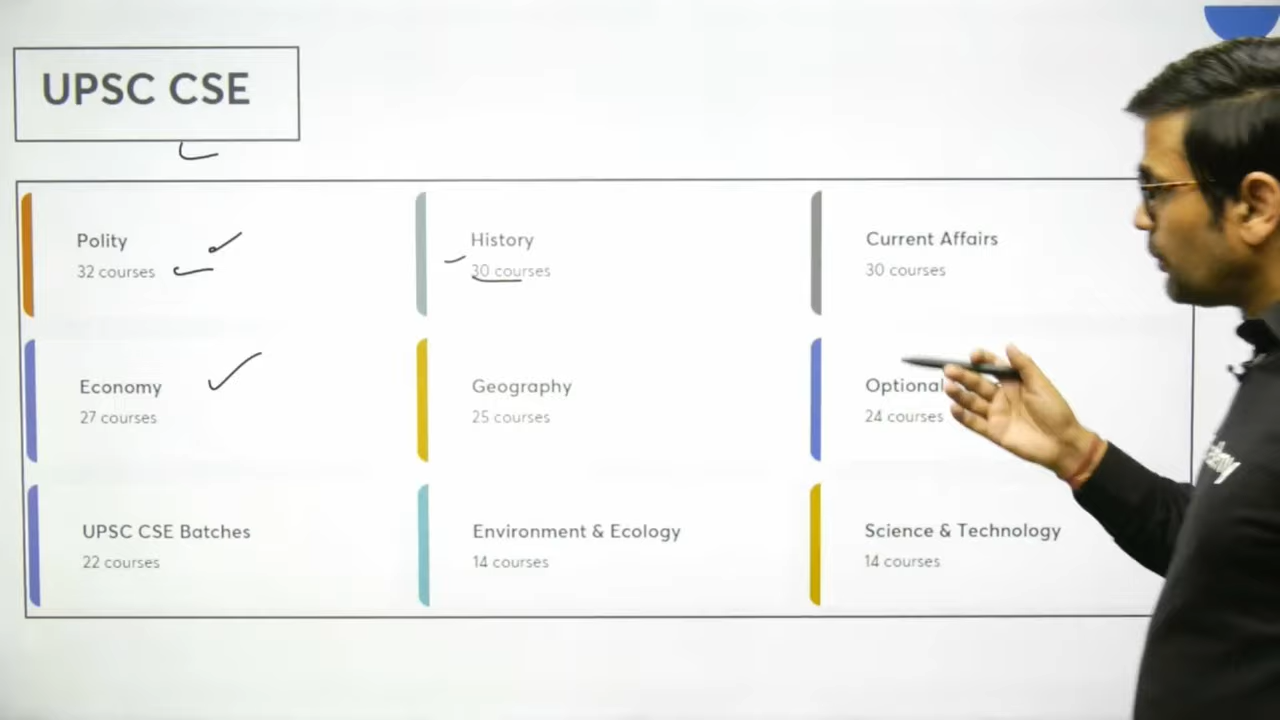 UPSC CSE
Polity
32 courses
History
30 courses
Current Affairs
30 courses
Economy
27 courses
Geography
25 courses
Optional
24 courses
UPSC CSE Batches
22 courses
Environment & Ecology
14 courses
Science & Technology
14 courses